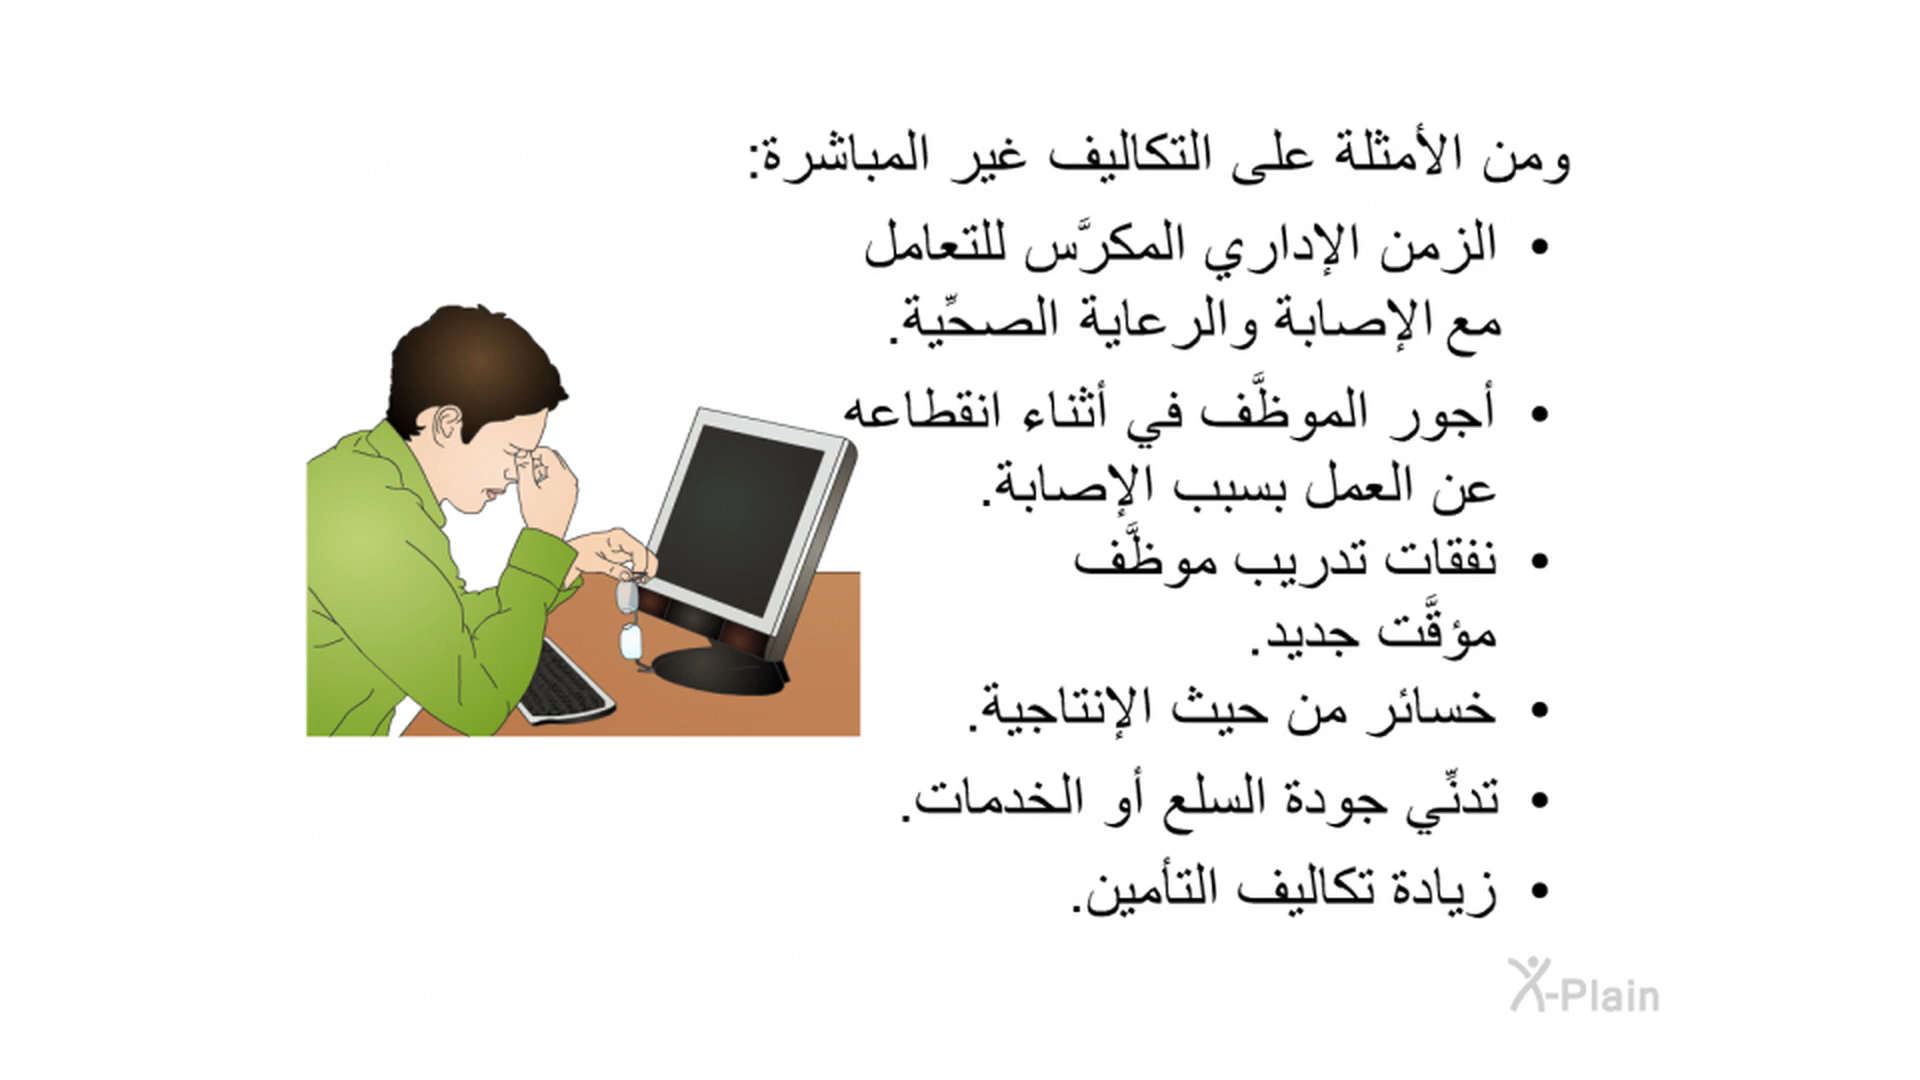 ومن الأمثلة على التكاليف غير المباشرة:
• الزمن الإداري المكرَّس للتعامل
مع الإصابة والرعاية الصحِّية.
• أجور الموظَّف في أثناء انقطاعه
عن العمل بسبب الإصابة.
• نفقات تدريب موظَّف
مؤقَّت جديد.
• خسائر من حيث الإنتاجية.
• تدنِّي جودة السلع أو الخدمات.
• زيادة تكاليف التأمين.
X-Plain